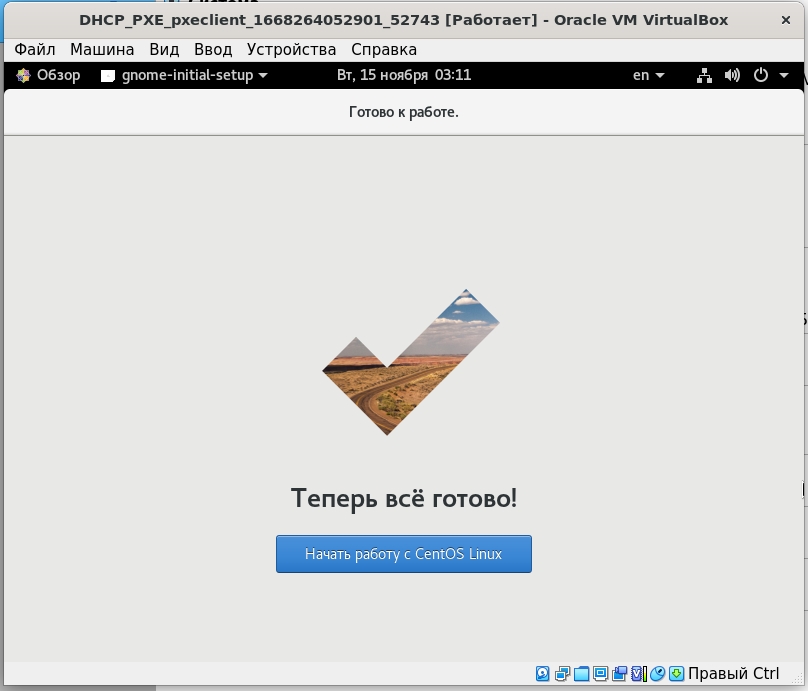 DHCP_PXE_pxeclient_1668264052901_52743 [Работает] - Oracle VM VirtualBox
Файл Машина Вид Ввод Устройства Справка
Обзор gnome-initial-setup Вт, 15 ноября 03:11 en
Готово к работе.
Теперь всё готово!
Начать работу с CentOS Linux
Правый Ctrl